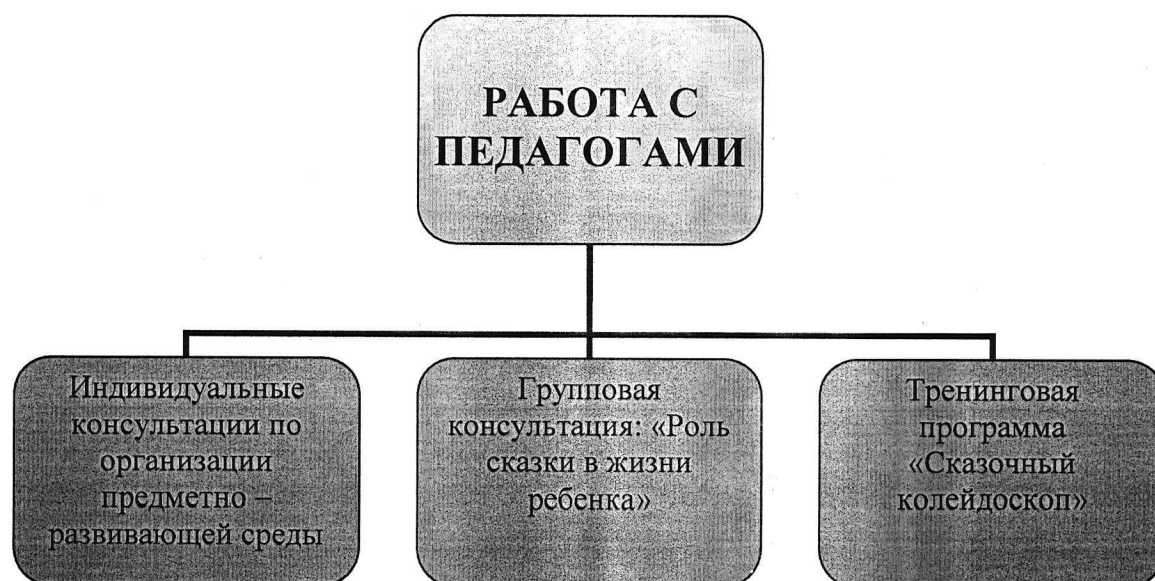 РАБОТА С
ПЕДАГОГАМИ
Индивидуальные
консультации по
организации
предметно –
развивающей среды
Групповая
консультация: «Роль
сказки в жизни
ребенка»
Тренинговая
программа
«Сказочный
колейдоскоп»